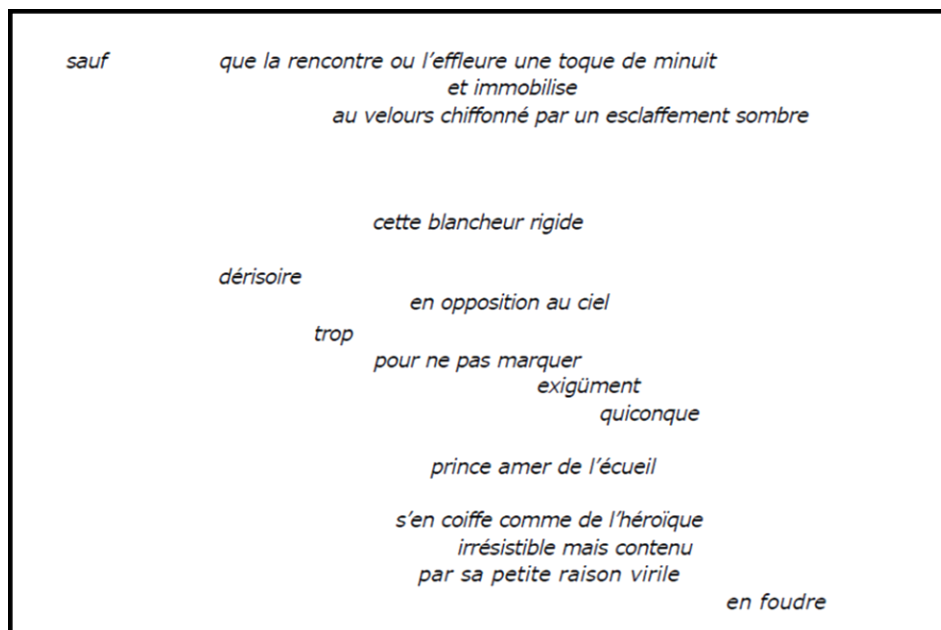 sauf que la rencontre ou l’effleure une toque de minuit
et immobilise
au velours chiffonné par un esclaffement sombre
cette blancheur rigide
dérisoire
en opposition au ciel
trop
pour ne pas marquer
exigüment
quiconque
prince amer de l’écueil
s’en coiffe comme de l’héroïque
irrésistible mais contenu
par sa petite raison virile
en foudre